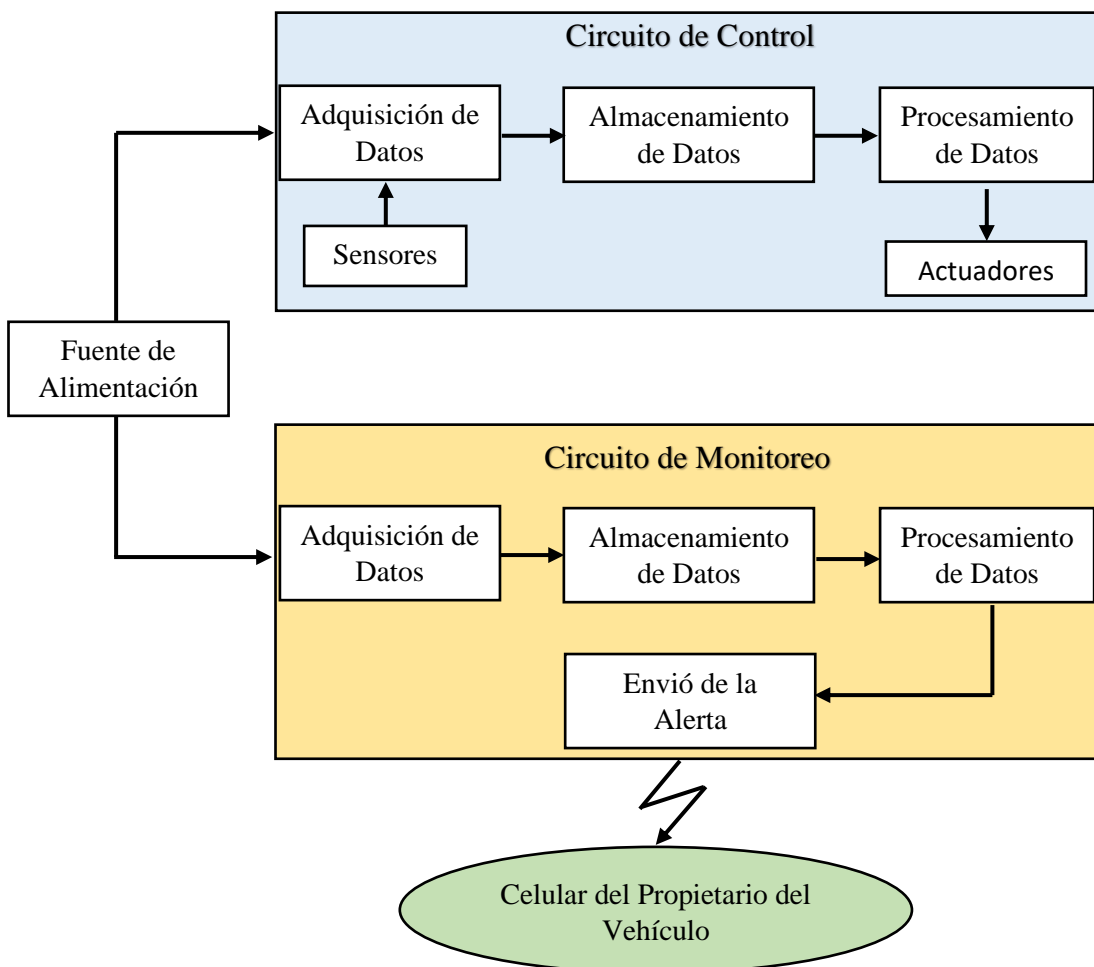 Circuito de Control
Adquisición de
Datos
Almacenamiento
de Datos
Procesamiento
de Datos
Sensores
Actuadores
Fuente de
Alimentación
Circuito de Monitoreo
Adquisición de
Datos
Almacenamiento
de Datos
Procesamiento
de Datos
Envió de la
Alerta
Celular del Propietario del
Vehículo